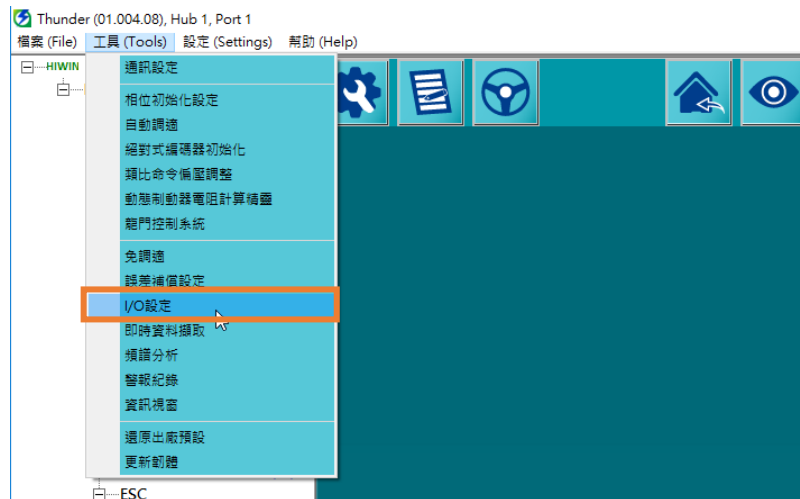 Thunder (01.004.08), Hub 1, Port 1
檔案 (File) 工具 (Tools) 設定 (Settings) 幫助 (Help)
HIWIN
通訊設定
相位初始化設定
自動調適
絕對式編碼器初始化
類比命令偏壓調整
動態制動器電阻計算精靈
龍門控制系統
免調適
誤差補償設定
I/O設定
即時資料擷取
頻譜分析
警報紀錄
資訊視窗
還原出廠預設
更新韌體
ESC